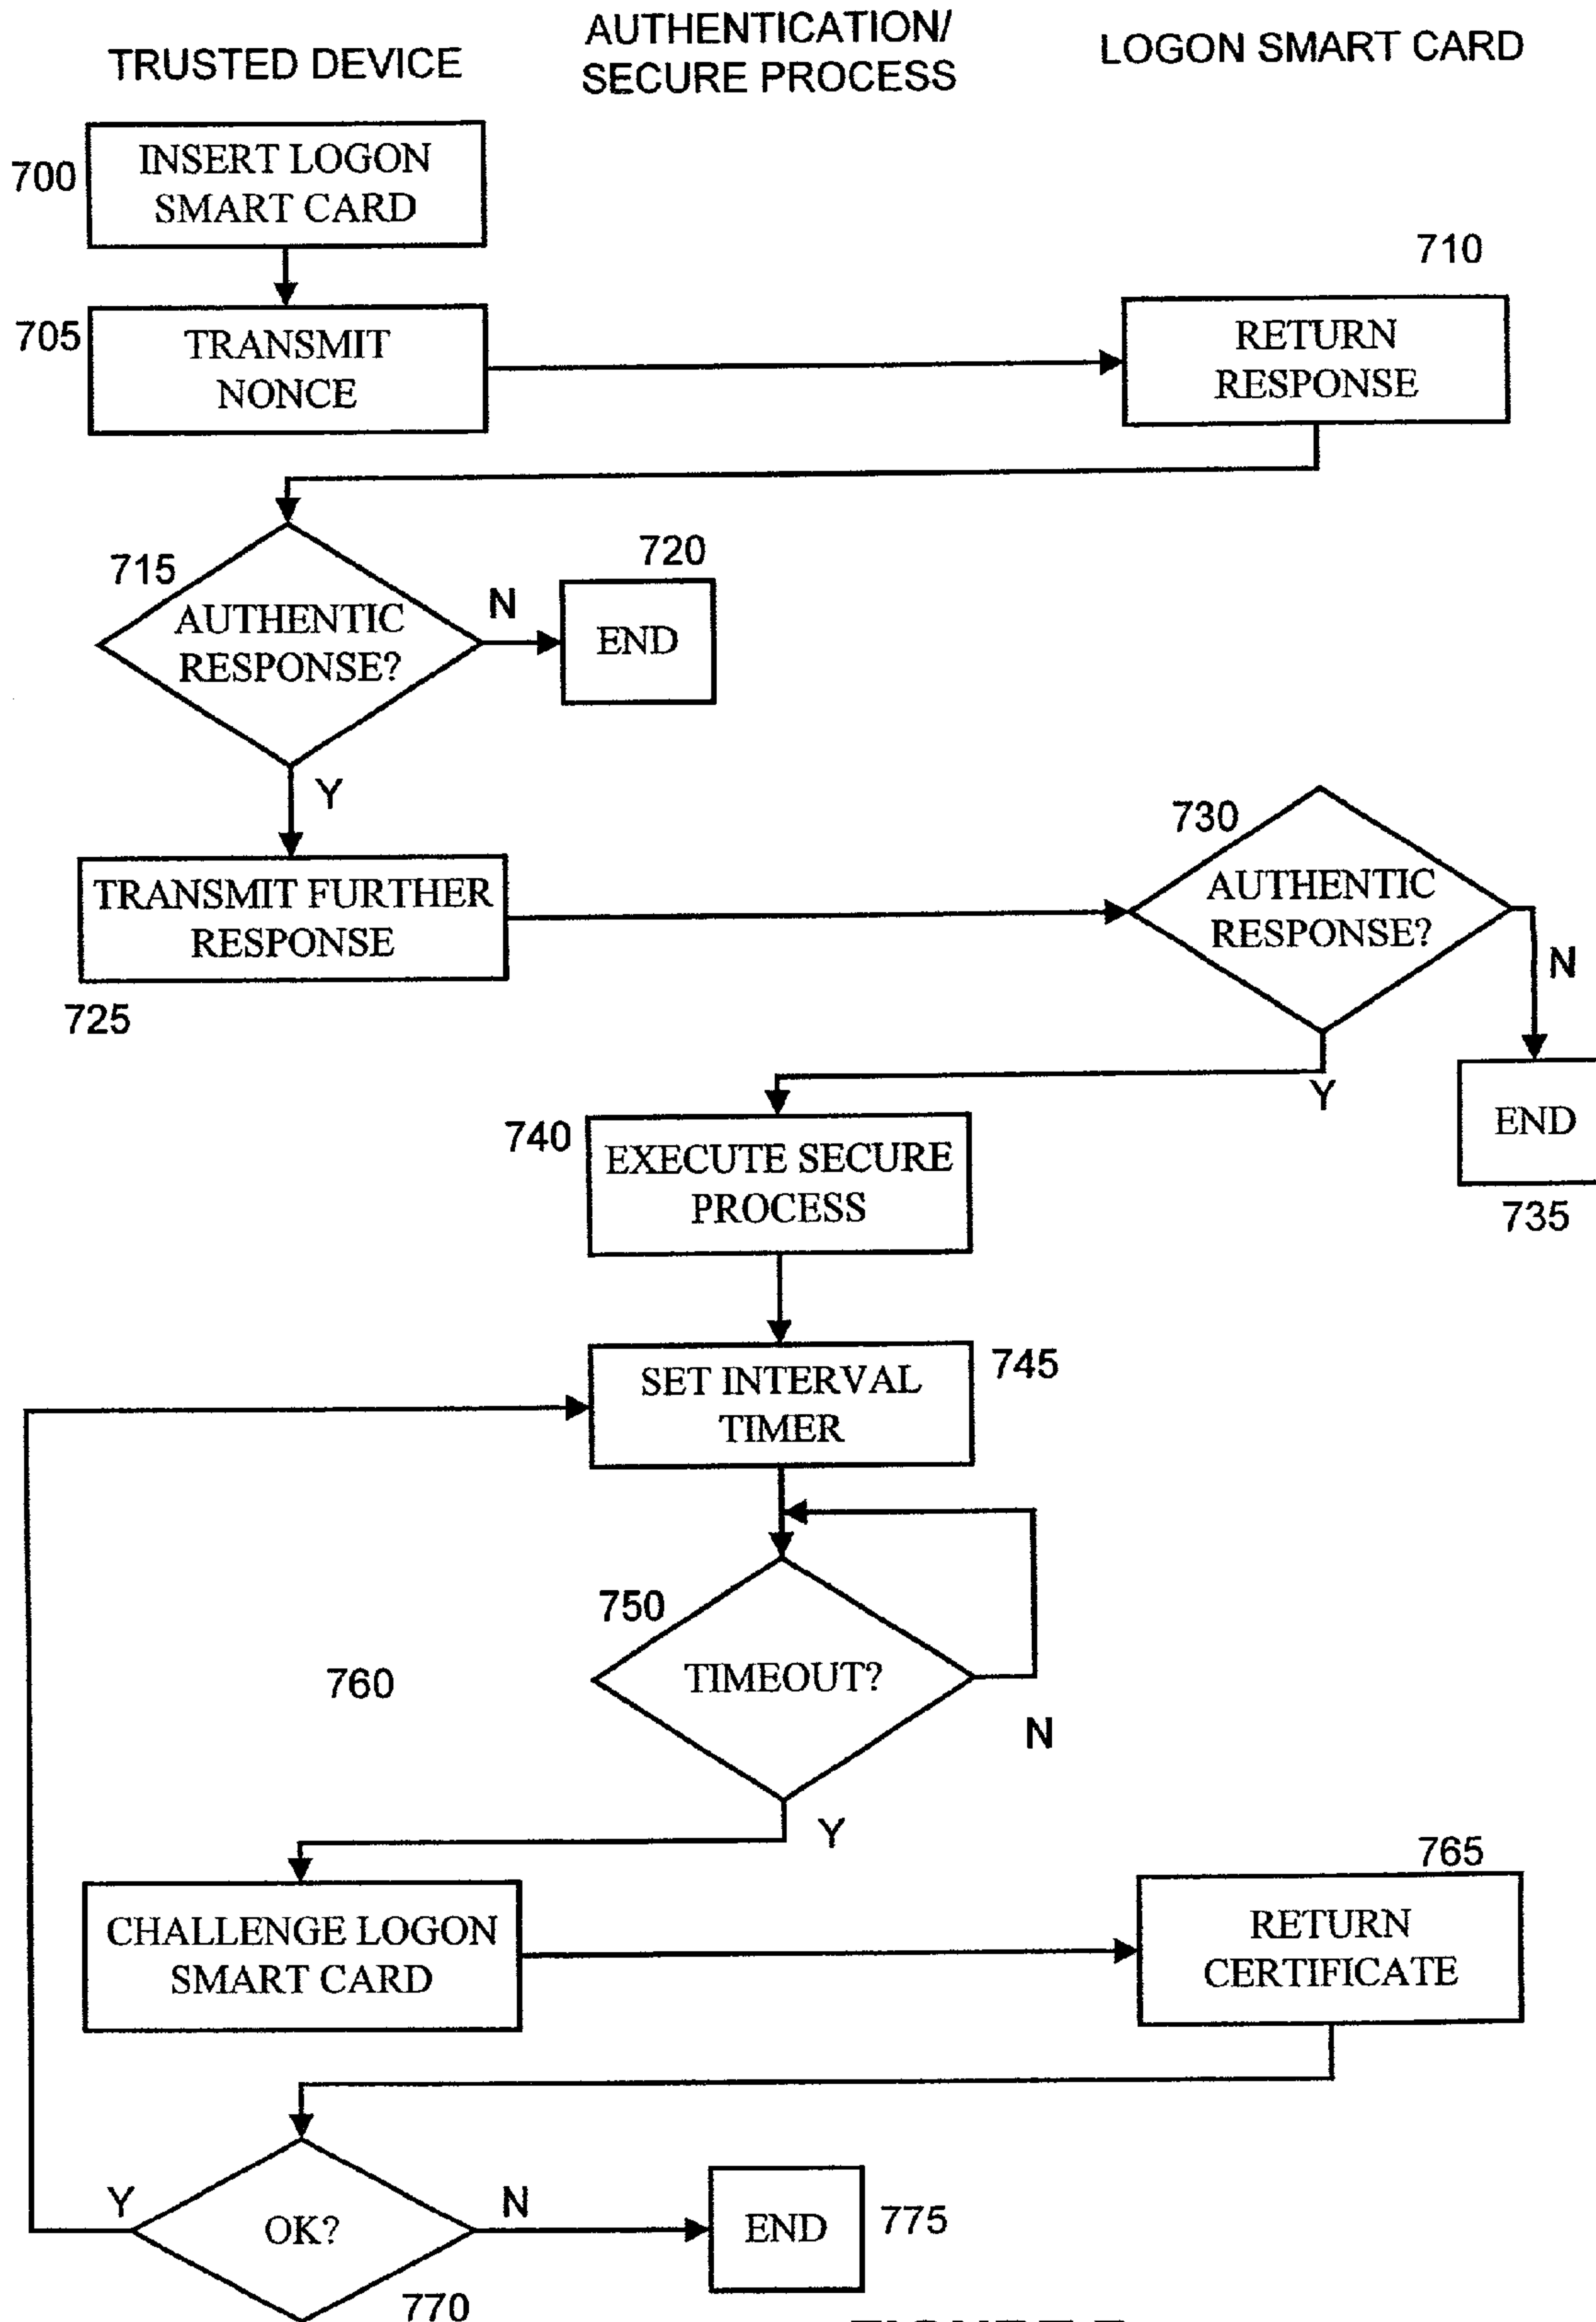 TRUSTED DEVICE
AUTHENTICATION/
SECURE PROCESS
LOGON SMART CARD
700
INSERT LOGON
SMART CARD
705
TRANSMIT
NONCE
710
RETURN
RESPONSE
715
AUTHENTIC
RESPONSE?
N
720
END
Y
TRANSMIT FURTHER
RESPONSE
725
730
AUTHENTIC
RESPONSE?
N
Y
END
735
740
EXECUTE SECURE
PROCESS
SET INTERVAL
TIMER
745
750
TIMEOUT?
N
760
Y
CHALLENGE LOGON
SMART CARD
765
RETURN
CERTIFICATE
Y
OK?
N
END
775
770